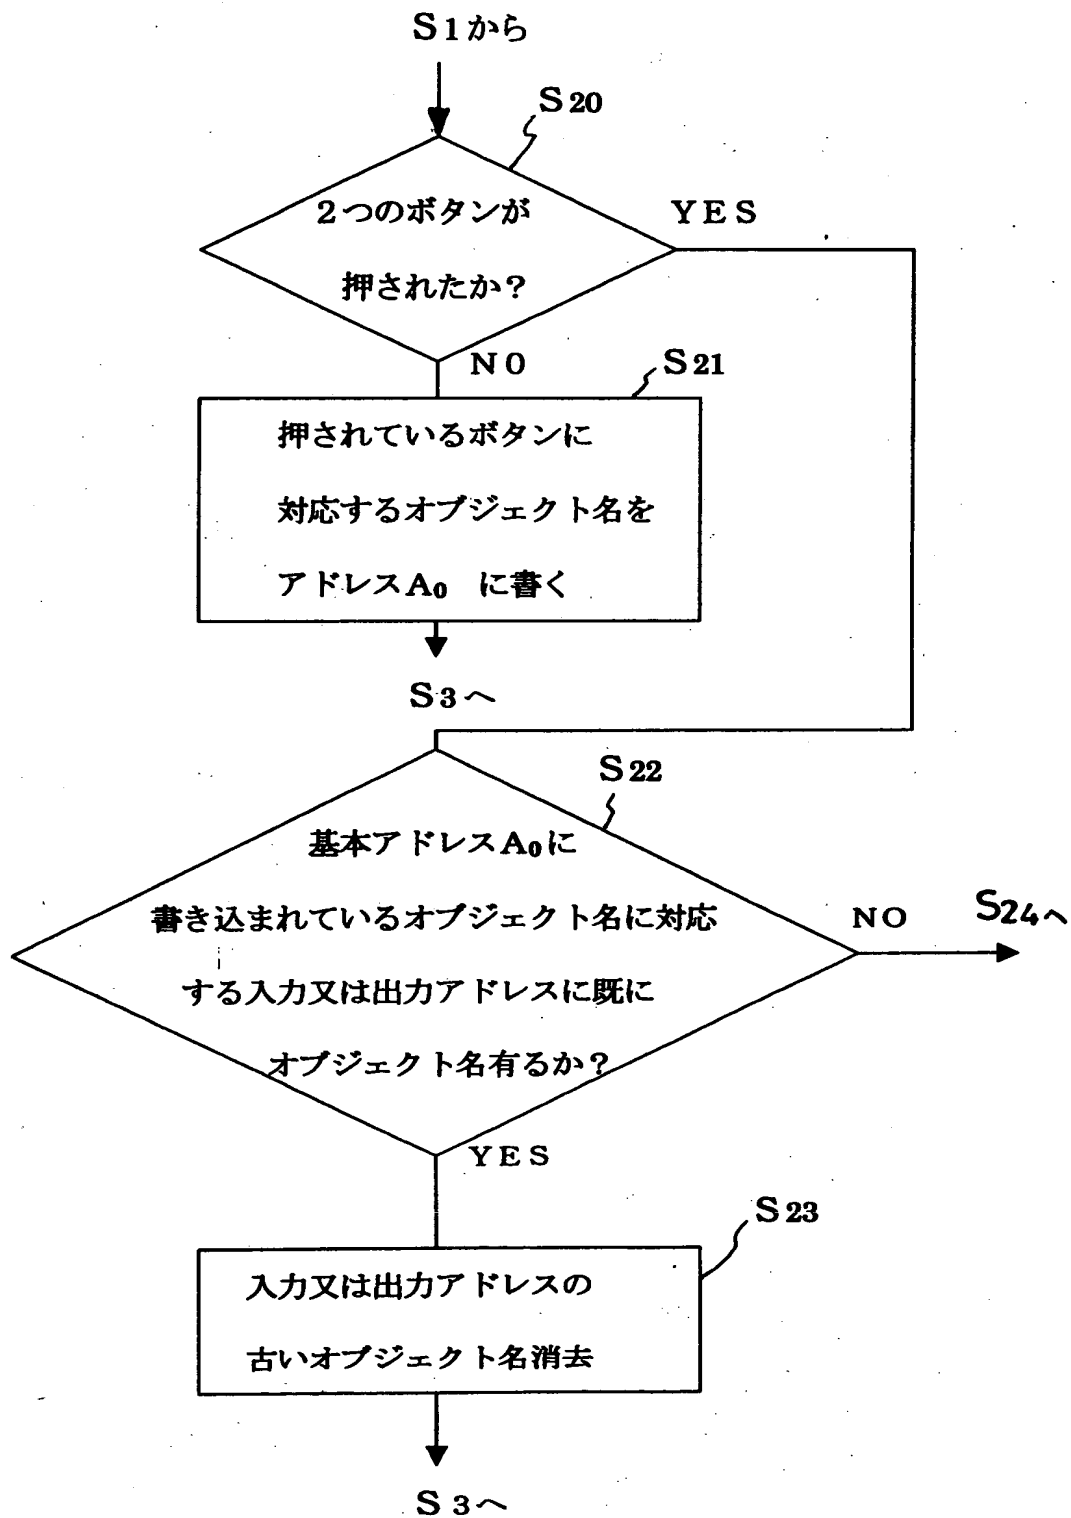 S1から
S20
2つのボタンが
YES
押されたか?
NO
S21
押されているボタンに
対応するオブジェクト名を
アドレスA0 に書く
S3へ
S22
基本アドレスA0に
書き込まれているオブジェクト名に対応
NO
S24へ
する入力又は出力アドレスに既に
オブジェクト名有るか?
YES
S23
入力又は出力アドレスの
古いオブジェクト名消去
S3へ